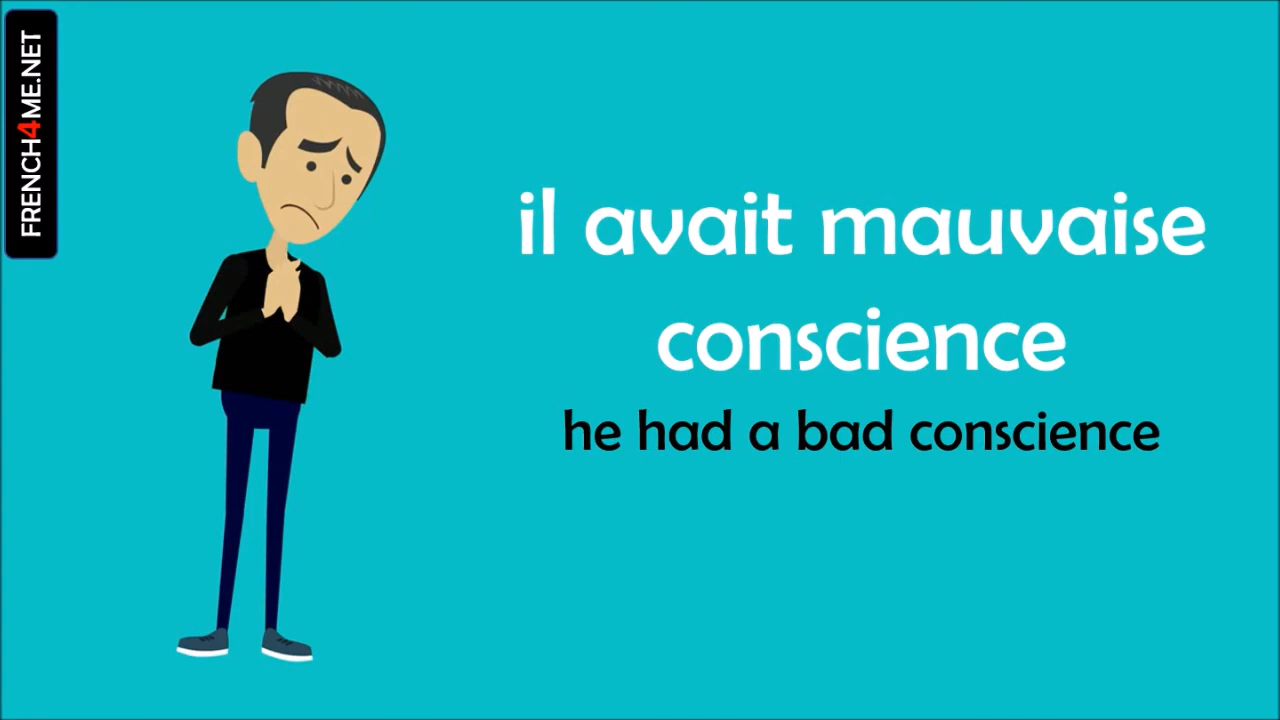 FRENCH4ME.NET
il avait mauvaise
conscience
he had a bad conscience